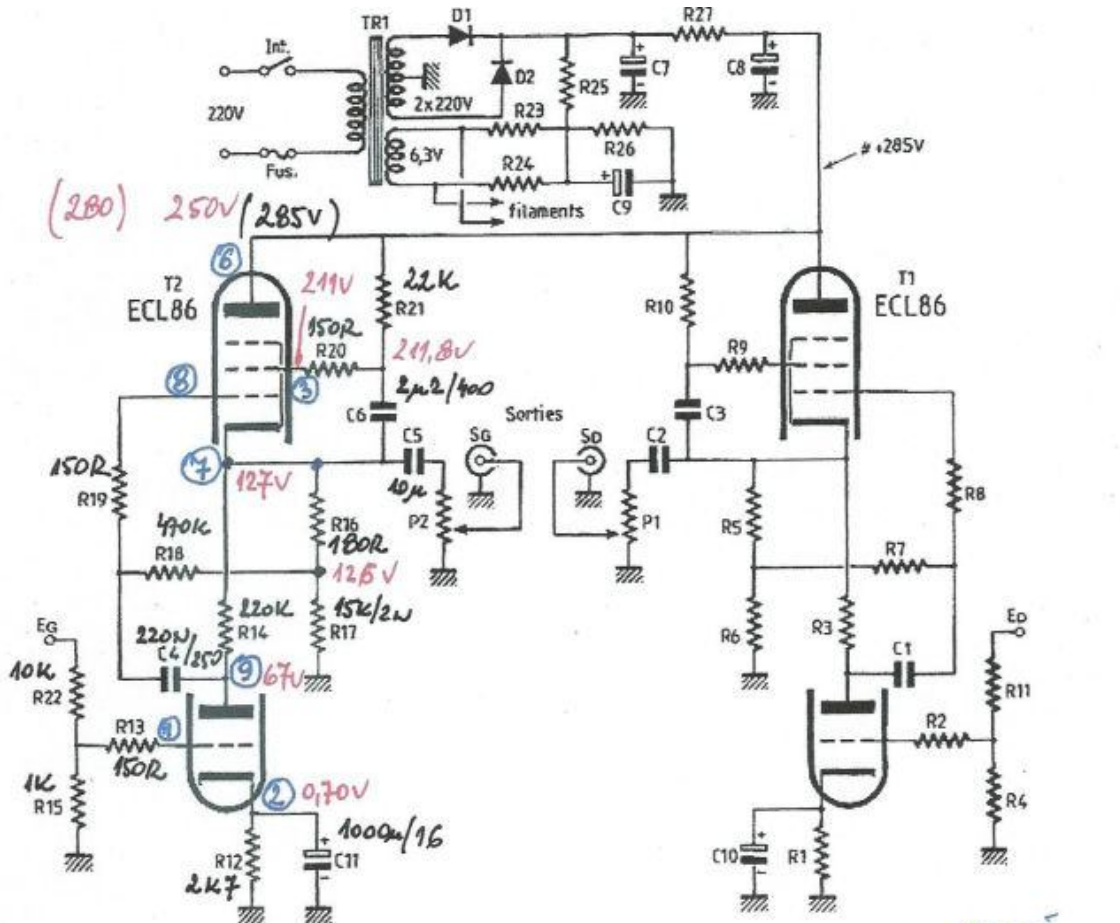 TR1
D1
R27
Int.
C7
C8
D2
R25
2x220V
220V
R23
6,3V
R26
R24
Fus.
C9
# +285V
filaments
(280) 250V (285V)
6
T2
ECL86
211V
22K
R21
R10
T1
ECL86
150R
R20
211,8V
R9
8
3
2µ2/400
C6
Sorties
C3
C5
SG
SD
C2
7
127V
10µ
150R
R19
R16
180R
P2
P1
R5
R8
470K
R18
126V
R7
220K
R14
15K/2W
R17
R6
R3
EG
220N/250
C4
9
67V
C1
ED
10K
R22
R11
R13
150R
1
R2
1K
R15
2
0,70V
R4
1000µ/16
R12
2K7
C11
C10
R1